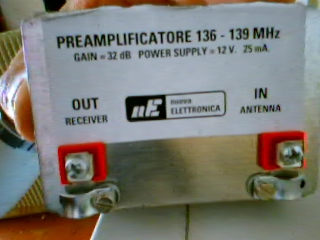 PREAMPLIFICATORE 136 - 139 MHz
GAIN = 32 dB POWER SUPPLY = 12 V. 25 mA.
OUT
RECEIVER
nE nuova
ELETTRONICA
IN
ANTENNA